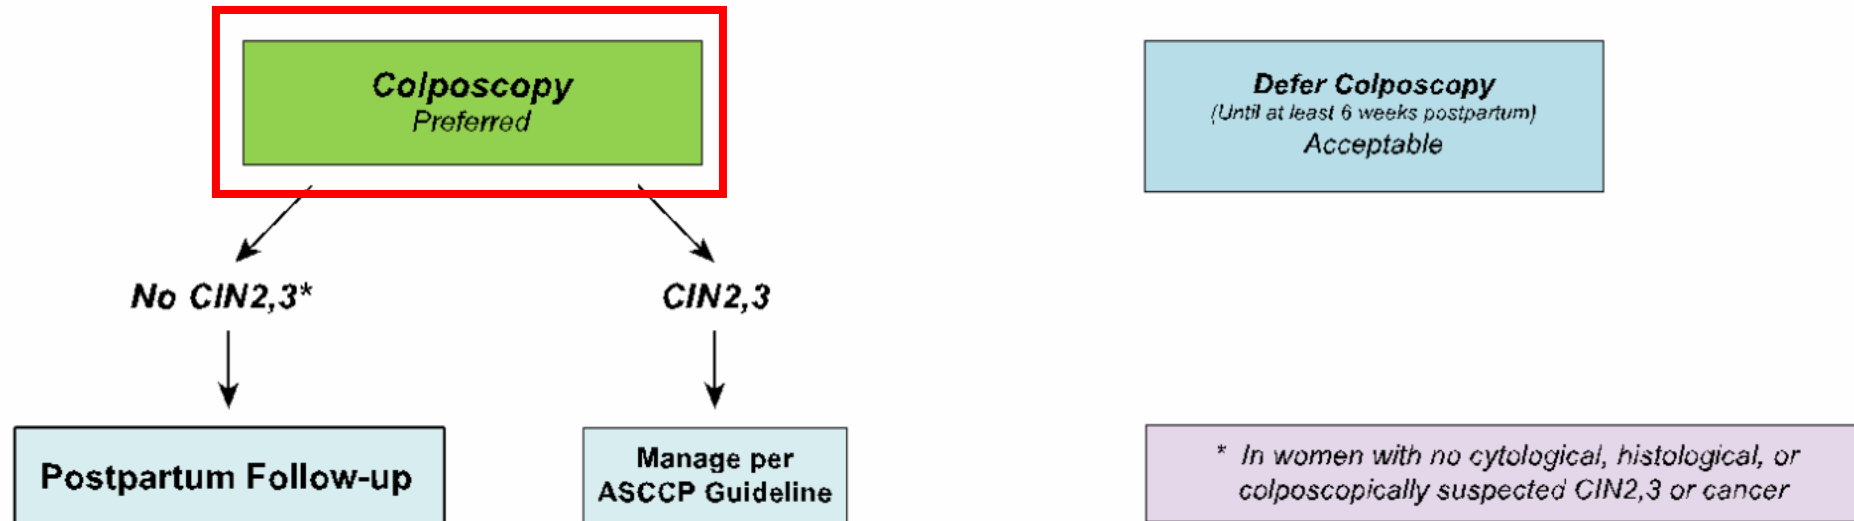 Colposcopy
Preferred
Defer Colposcopy
(Until at least 6 weeks postpartum)
Acceptable
No CIN2,3*
CIN2,3
Postpartum Follow-up
Manage per
ASCCP Guideline
* In women with no cytological, histological, or
colposcopically suspected CIN2,3 or cancer